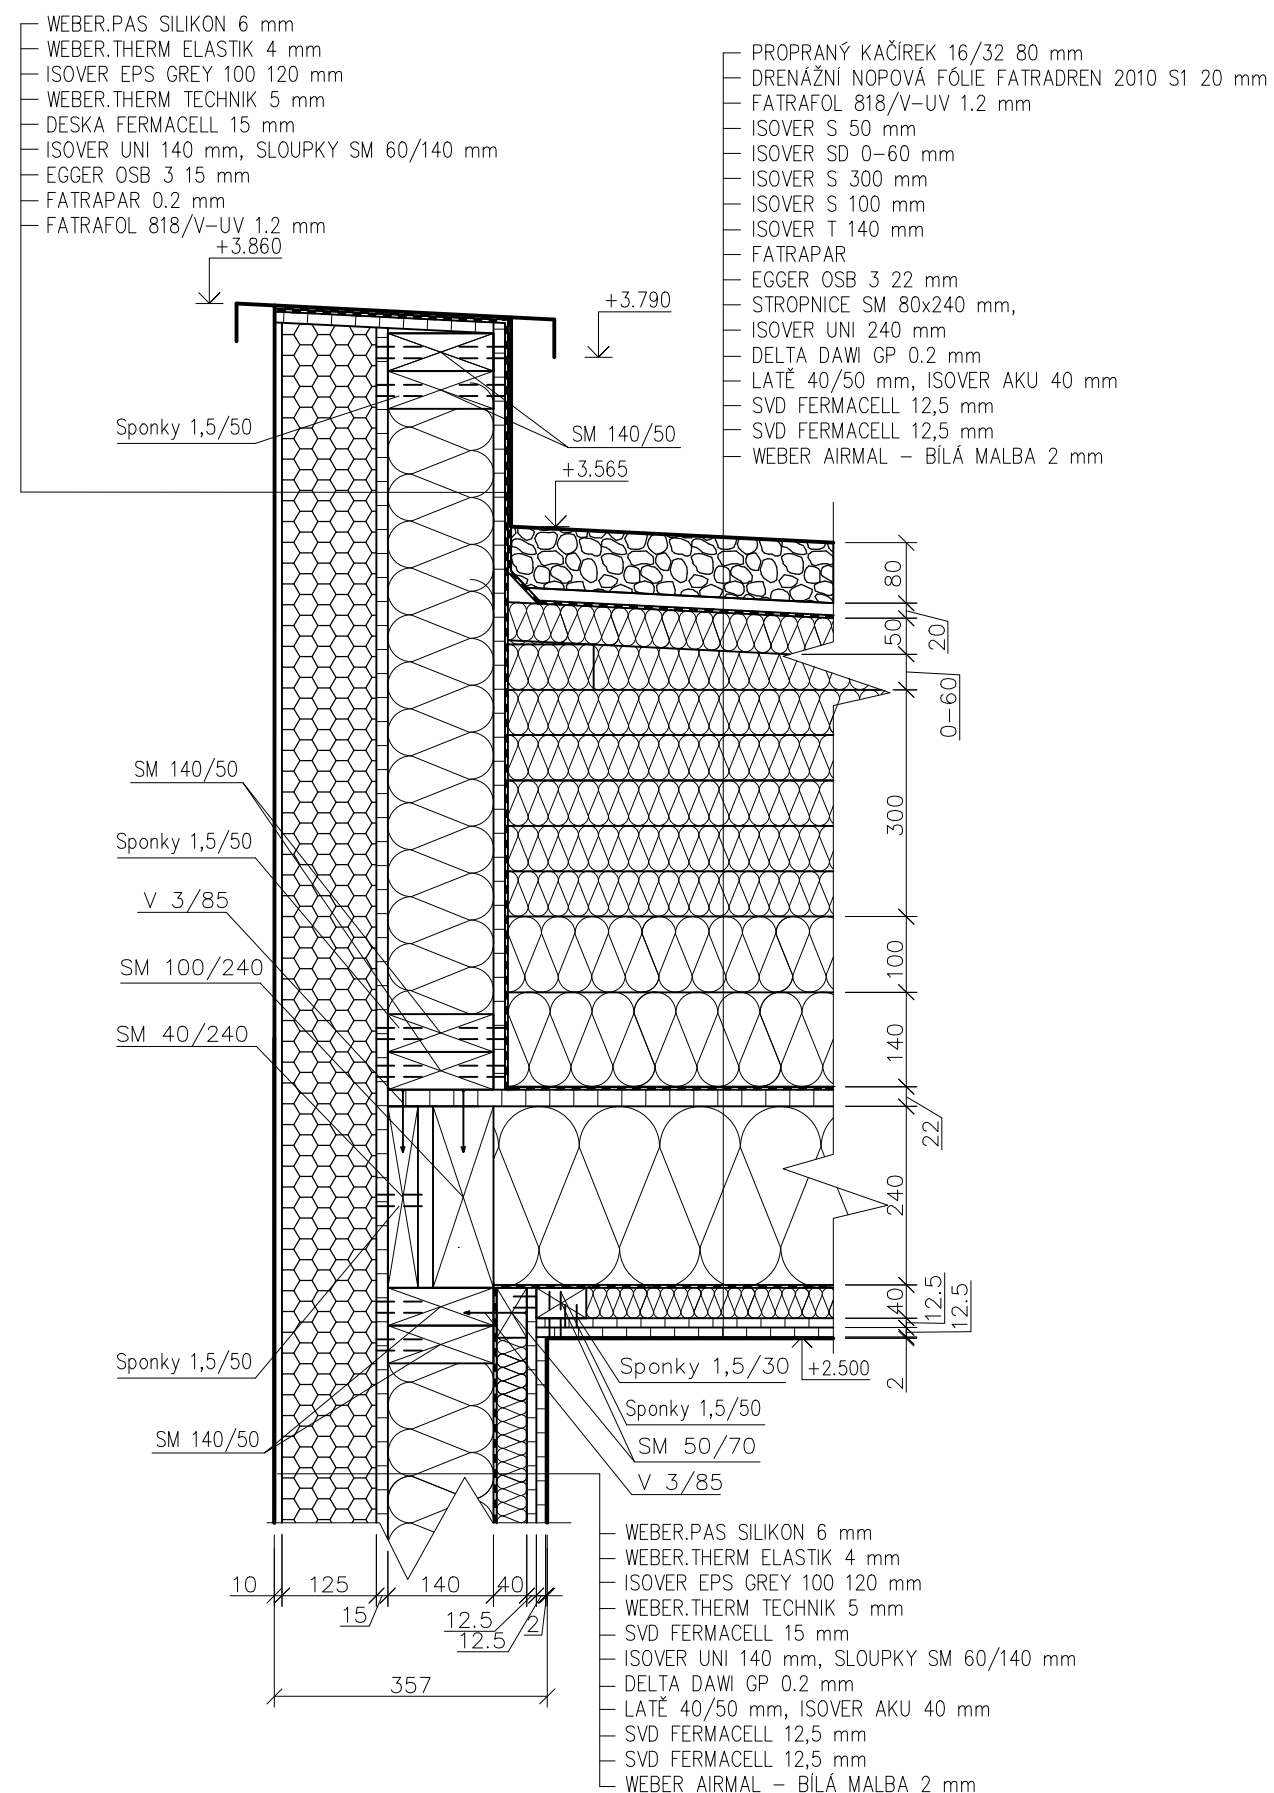 WEBER.PAS SILIKON 6 mm
WEBER.THERM ELASTIK 4 mm
ISOVER EPS GREY 100 120 mm
WEBER.THERM TECHNIK 5 mm
DESKA FERMACELL 15 mm
ISOVER UNI 140 mm, SLOUPKY SM 60/140 mm
EGGER OSB 3 15 mm
FATRAPAR 0.2 mm
FATRAFOL 818/V-UV 1.2 mm
PROPRANÝ KAČÍREK 16/32 80 mm
DRENÁŽNÍ NOPOVÁ FÓLIE FATRADREN 2010 S1 20 mm
FATRAFOL 818/V-UV 1.2 mm
ISOVER S 50 mm
ISOVER SD 0-60 mm
ISOVER S 300 mm
ISOVER S 100 mm
ISOVER T 140 mm
FATRAPAR
EGGER OSB 3 22 mm
STROPNICE SM 80x240 mm,
ISOVER UNI 240 mm
DELTA DAWI GP 0.2 mm
LATĚ 40/50 mm, ISOVER AKU 40 mm
SVD FERMACELL 12,5 mm
SVD FERMACELL 12,5 mm
WEBER AIRMAL - BÍLÁ MALBA 2 mm
+3.860
+3.790
Sponky 1,5/50
SM 140/50
+3.565
80
20
50
0-60
300
100
140
22
240
40
12.5
12.5
2
SM 140/50
Sponky 1,5/50
V 3/85
SM 100/240
SM 40/240
Sponky 1,5/50
SM 140/50
+2.500
Sponky 1,5/30
Sponky 1,5/50
SM 50/70
V 3/85
10
125
15
140
40
12.5
12.5
2
357
WEBER.PAS SILIKON 6 mm
WEBER.THERM ELASTIK 4 mm
ISOVER EPS GREY 100 120 mm
WEBER.THERM TECHNIK 5 mm
SVD FERMACELL 15 mm
ISOVER UNI 140 mm, SLOUPKY SM 60/140 mm
DELTA DAWI GP 0.2 mm
LATĚ 40/50 mm, ISOVER AKU 40 mm
SVD FERMACELL 12,5 mm
SVD FERMACELL 12,5 mm
WEBER AIRMAL - BÍLÁ MALBA 2 mm